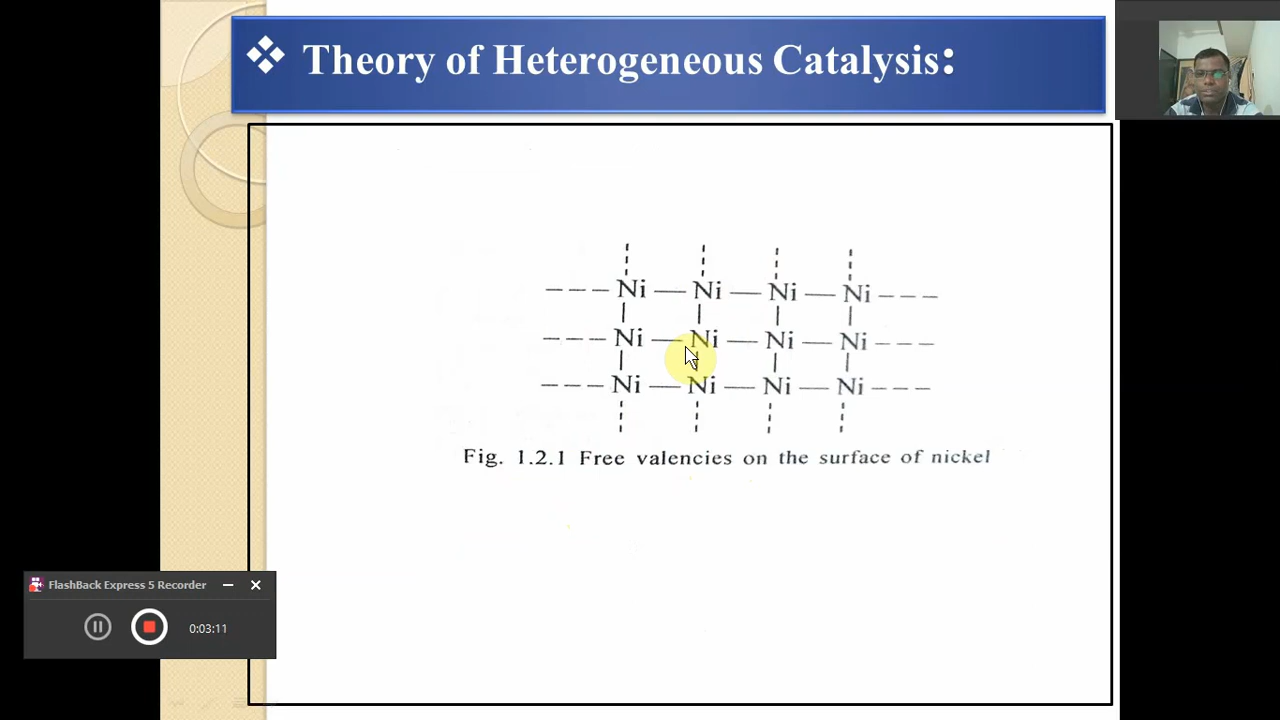 ❖ Theory of Heterogeneous Catalysis:
Ni — Ni — Ni — Ni
Ni — Ni — Ni — Ni
Ni — Ni — Ni — Ni
Fig. 1.2.1 Free valencies on the surface of nickel
FlashBack Express 5 Recorder
0:03:11